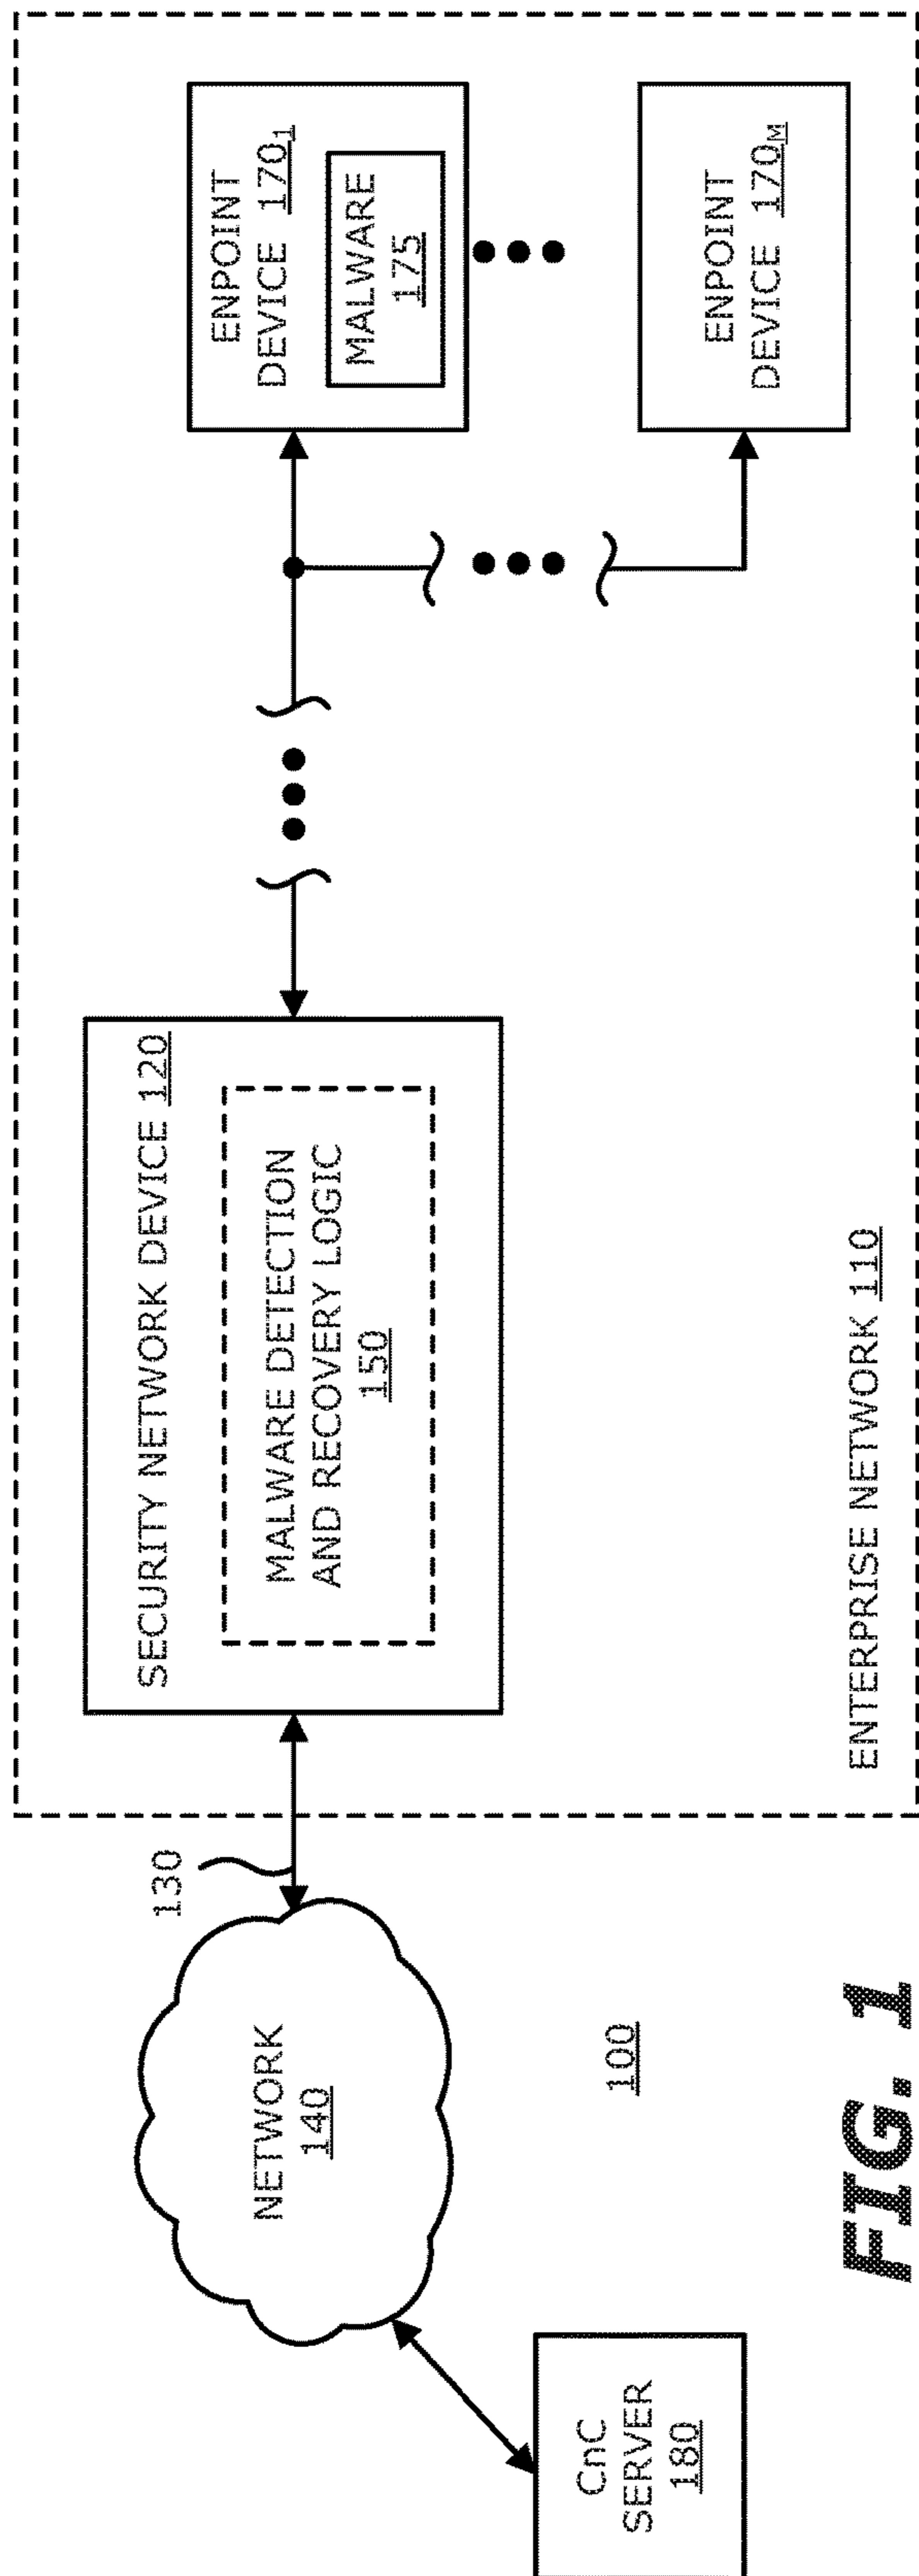 SECURITY NETWORK DEVICE 120
MALWARE DETECTION
AND RECOVERY LOGIC
150
ENPOINT
DEVICE 170₁
MALWARE
175
ENPOINT
DEVICE 170M
130
NETWORK
140
CnC
SERVER
180
100
ENTERPRISE NETWORK 110
FIG. 1